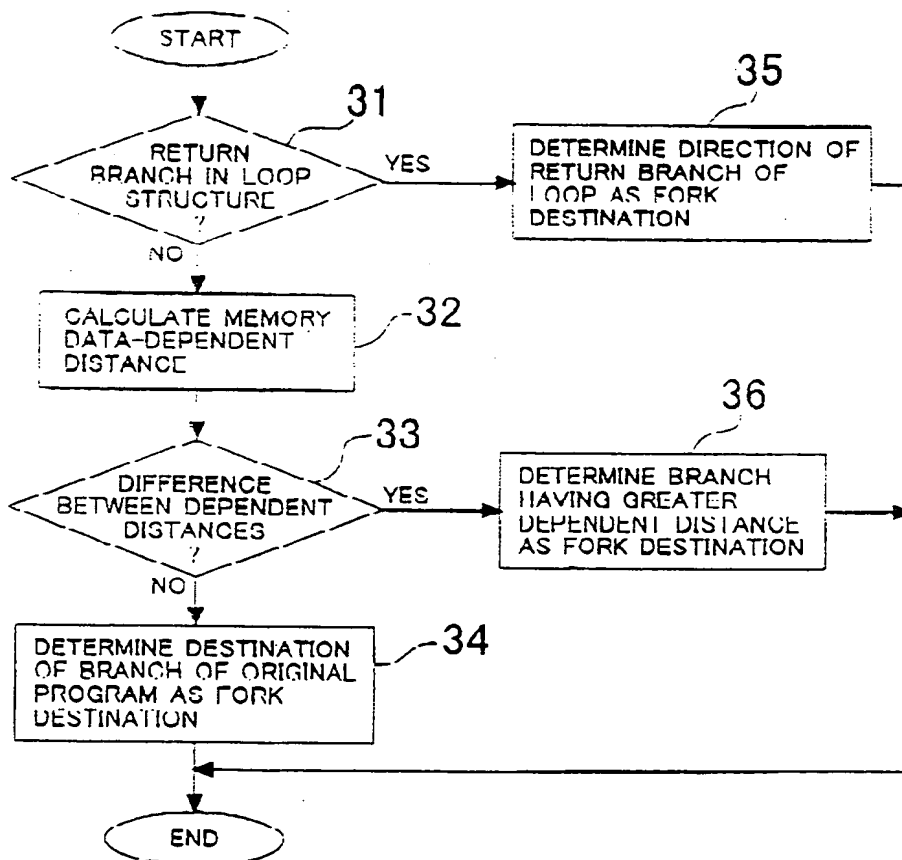 START
31
RETURN
BRANCH IN LOOP
STRUCTURE
?
YES
NO
35
DETERMINE DIRECTION OF
RETURN BRANCH OF
LOOP AS FORK
DESTINATION
32
CALCULATE MEMORY
DATA-DEPENDENT
DISTANCE
33
DIFFERENCE
BETWEEN DEPENDENT
DISTANCES
?
YES
NO
36
DETERMINE BRANCH
HAVING GREATER
DEPENDENT DISTANCE
AS FORK DESTINATION
34
DETERMINE DESTINATION
OF BRANCH OF ORIGINAL
PROGRAM AS FORK
DESTINATION
END